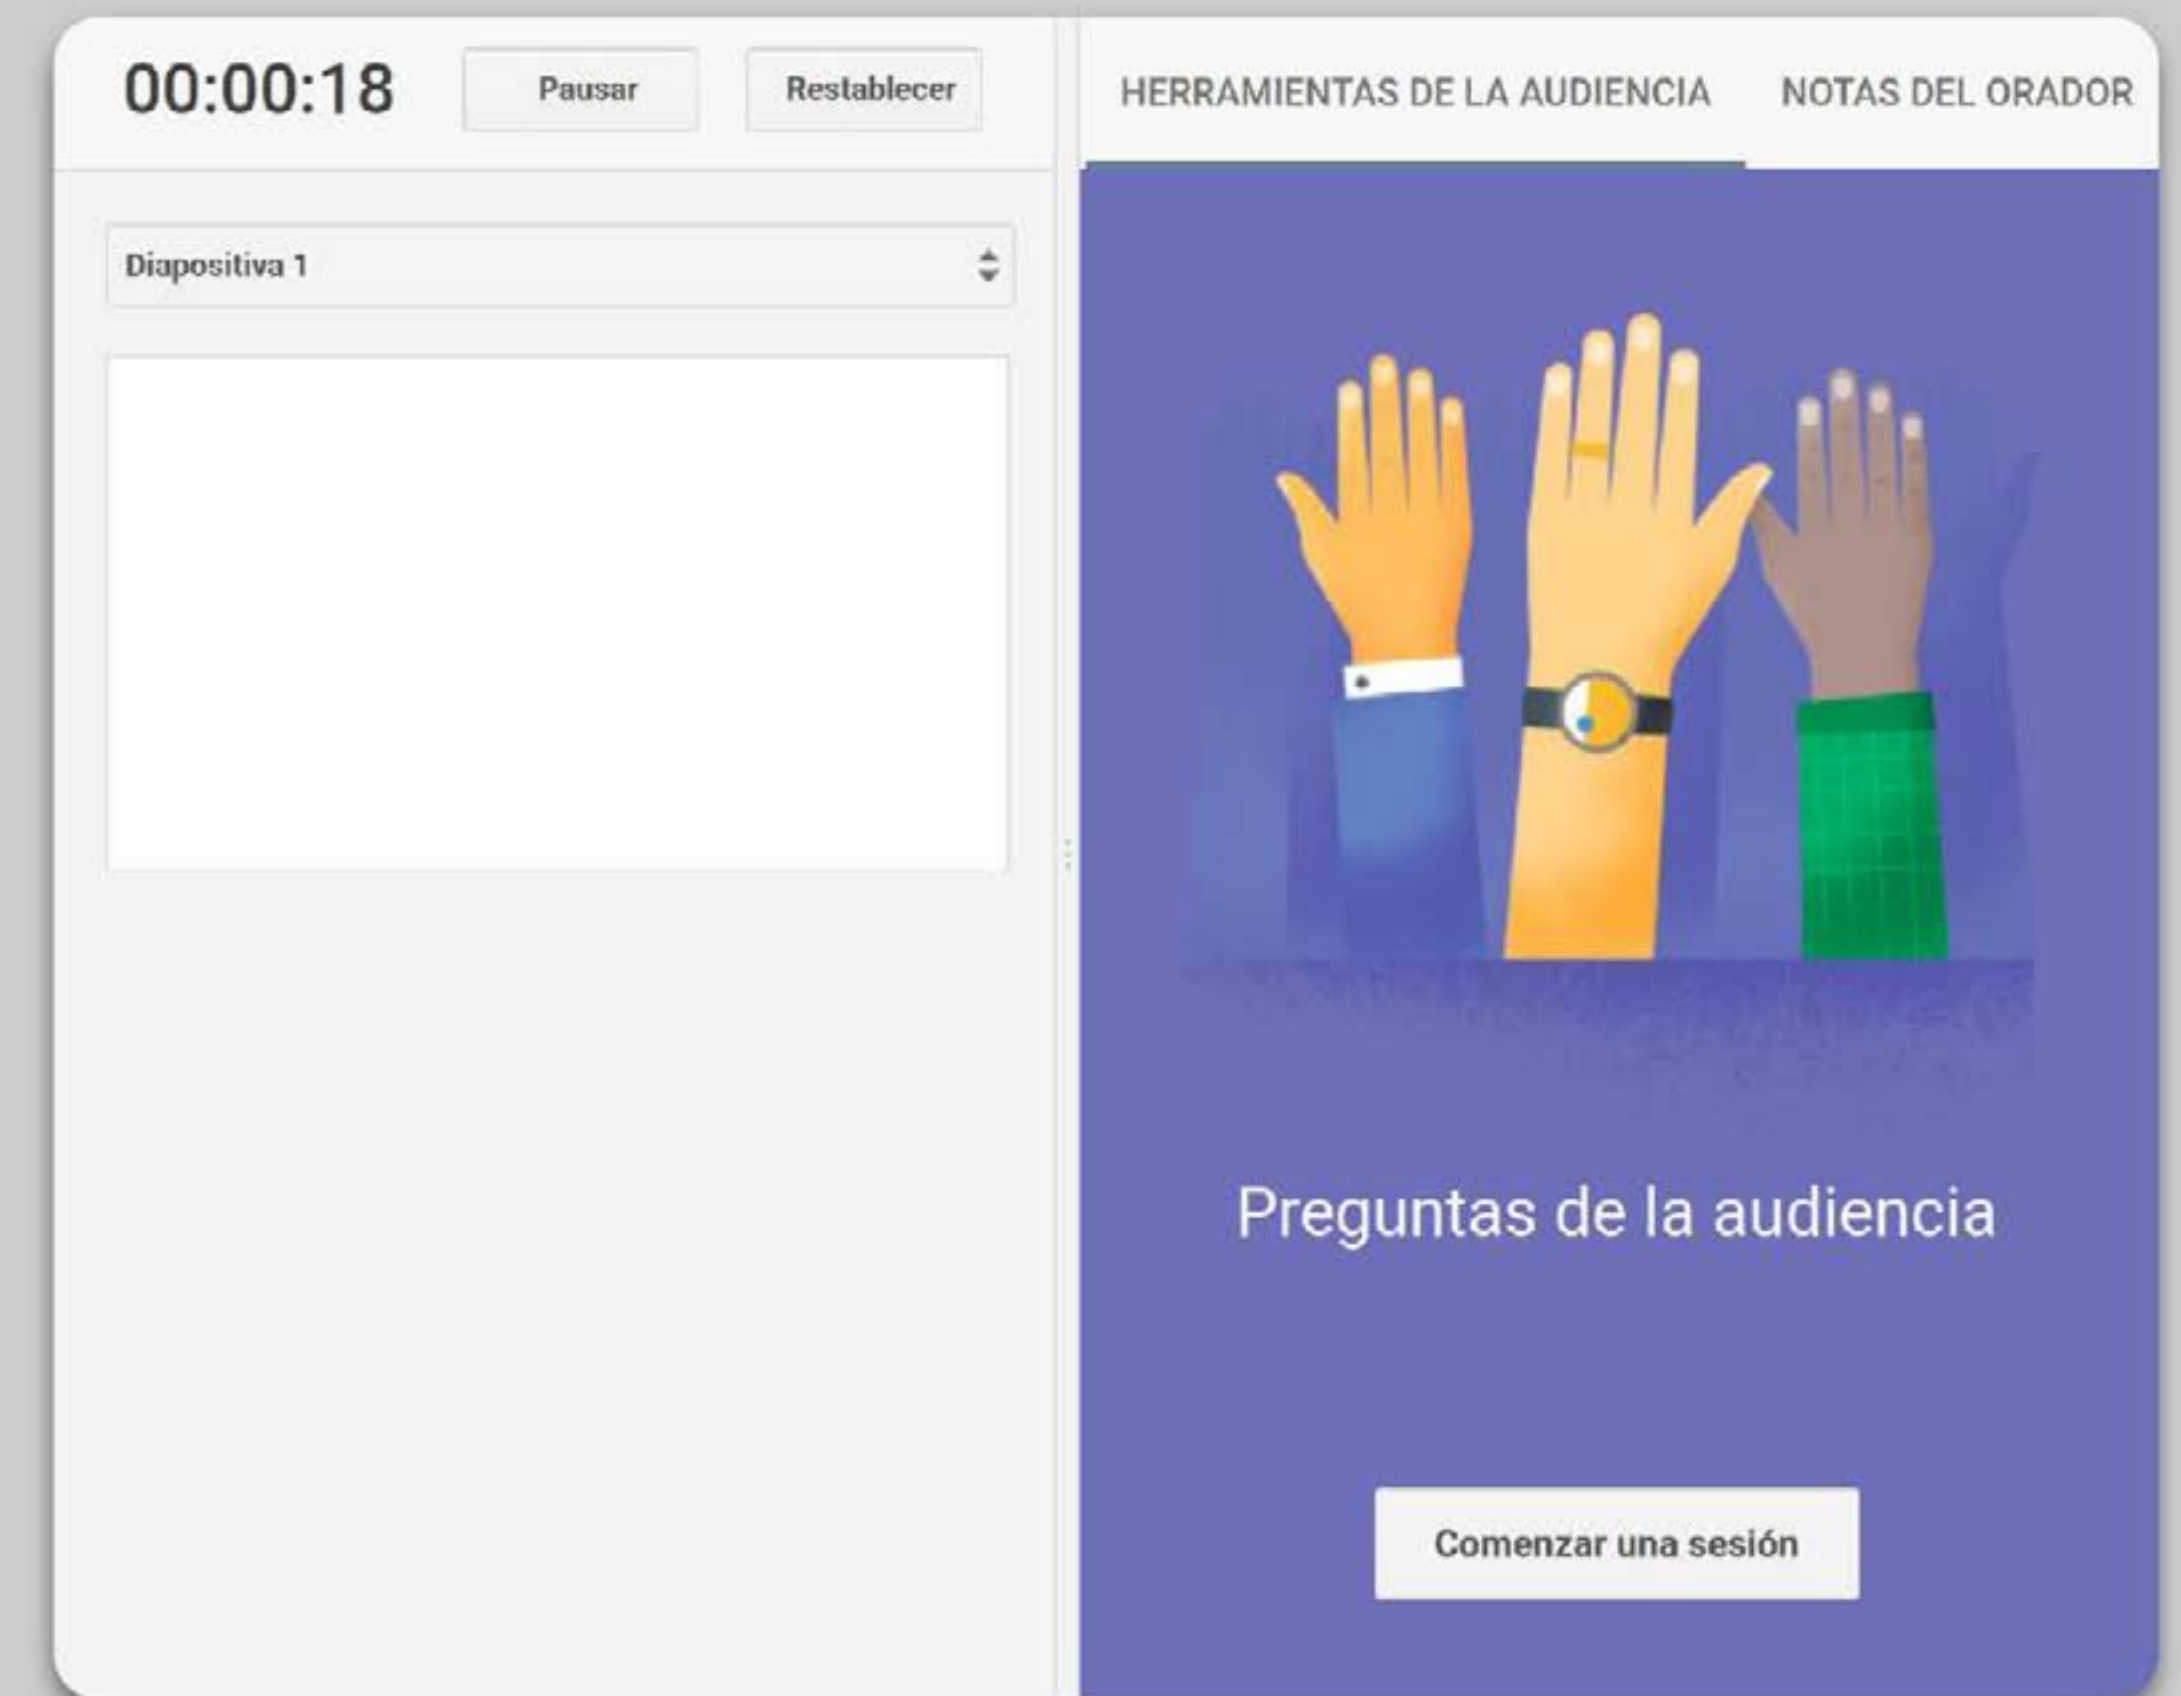 00:00:18
Pausar
Restablecer
HERRAMIENTAS DE LA AUDIENCIA
NOTAS DEL ORADOR
Diapositiva 1
Preguntas de la audiencia
Comenzar una sesión